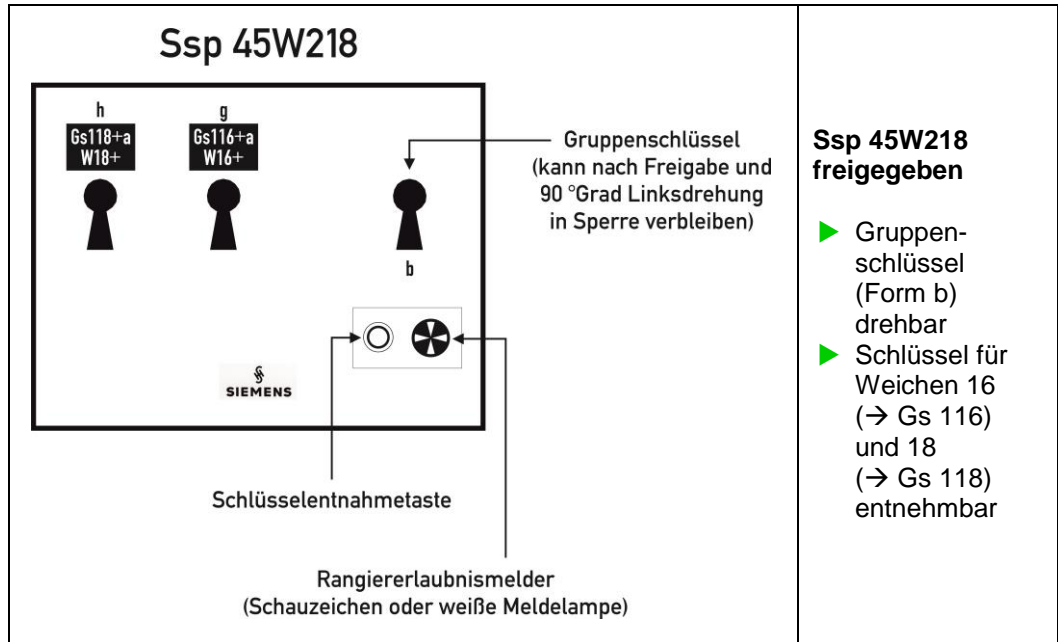 Ssp 45W218
h
Gs118+a
W18+
g
Gs116+a
W16+
b
SIEMENS
Gruppenschlüssel
(kann nach Freigabe und
90 °Grad Linksdrehung
in Sperre verbleiben)
Schlüsselentnahmetaste
Rangiererlaubnismelder
(Schauzeichen oder weiße Meldelampe)
Ssp 45W218
freigegeben
Gruppen-
schlüssel
(Form b)
drehbar
Schlüssel für
Weichen 16
(→ Gs 116)
und 18
(→ Gs 118)
entnehmbar